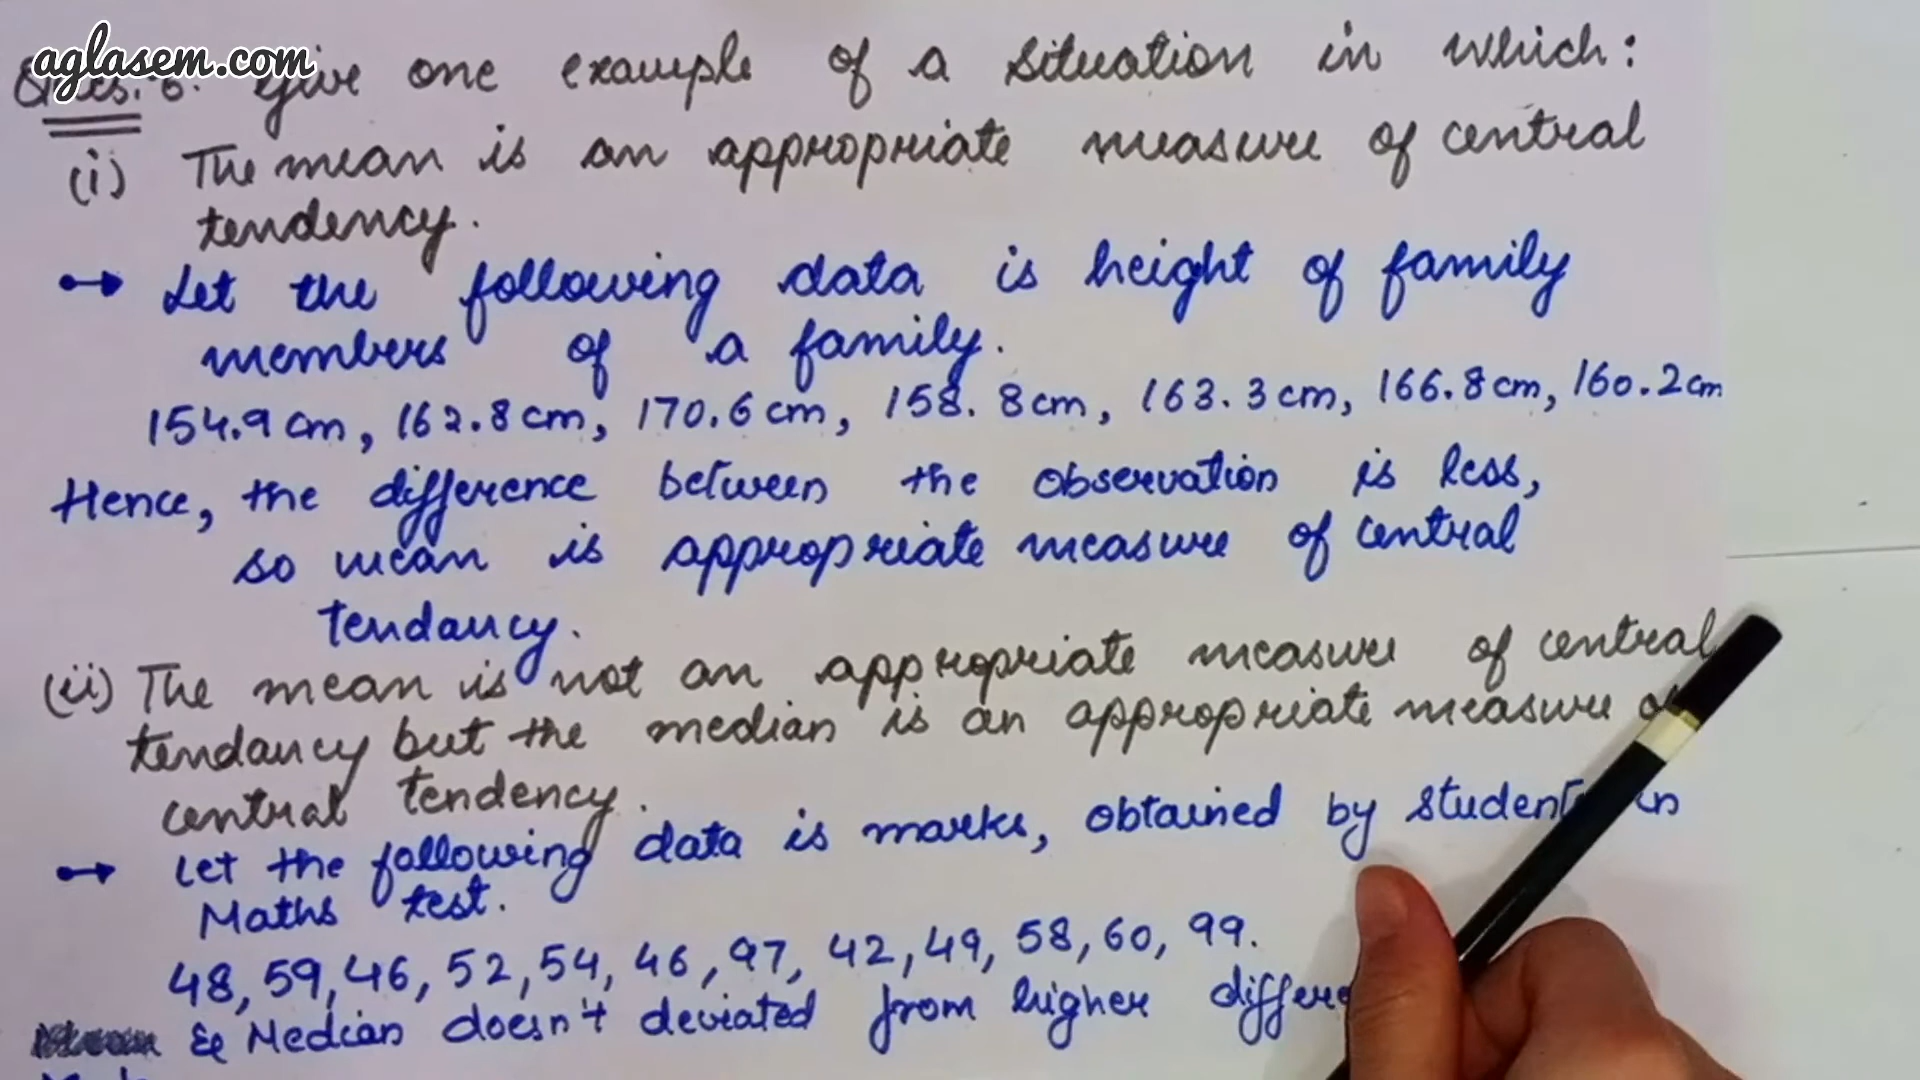 aglasem.com
Ques. 6. Give one example of a situation in which:
(i) The mean is an appropriate measure of central
tendency.
Let the following data is height of family
members of a family.
154.9 cm, 162.8 cm, 170.6 cm, 158.8 cm, 163.3 cm, 166.8 cm, 160.2 cm
Hence, the difference between the observation is less,
so mean is appropriate measure of central
tendancy.
(ii) The mean is not an appropriate measure of central
tendancy but the median is an appropriate measure of
central tendency.
Let the following data is marks, obtained by students in
Maths test.
48, 59, 46, 52, 54, 46, 97, 42, 49, 58, 60, 99.
& Median doesn't deviated from higher differe